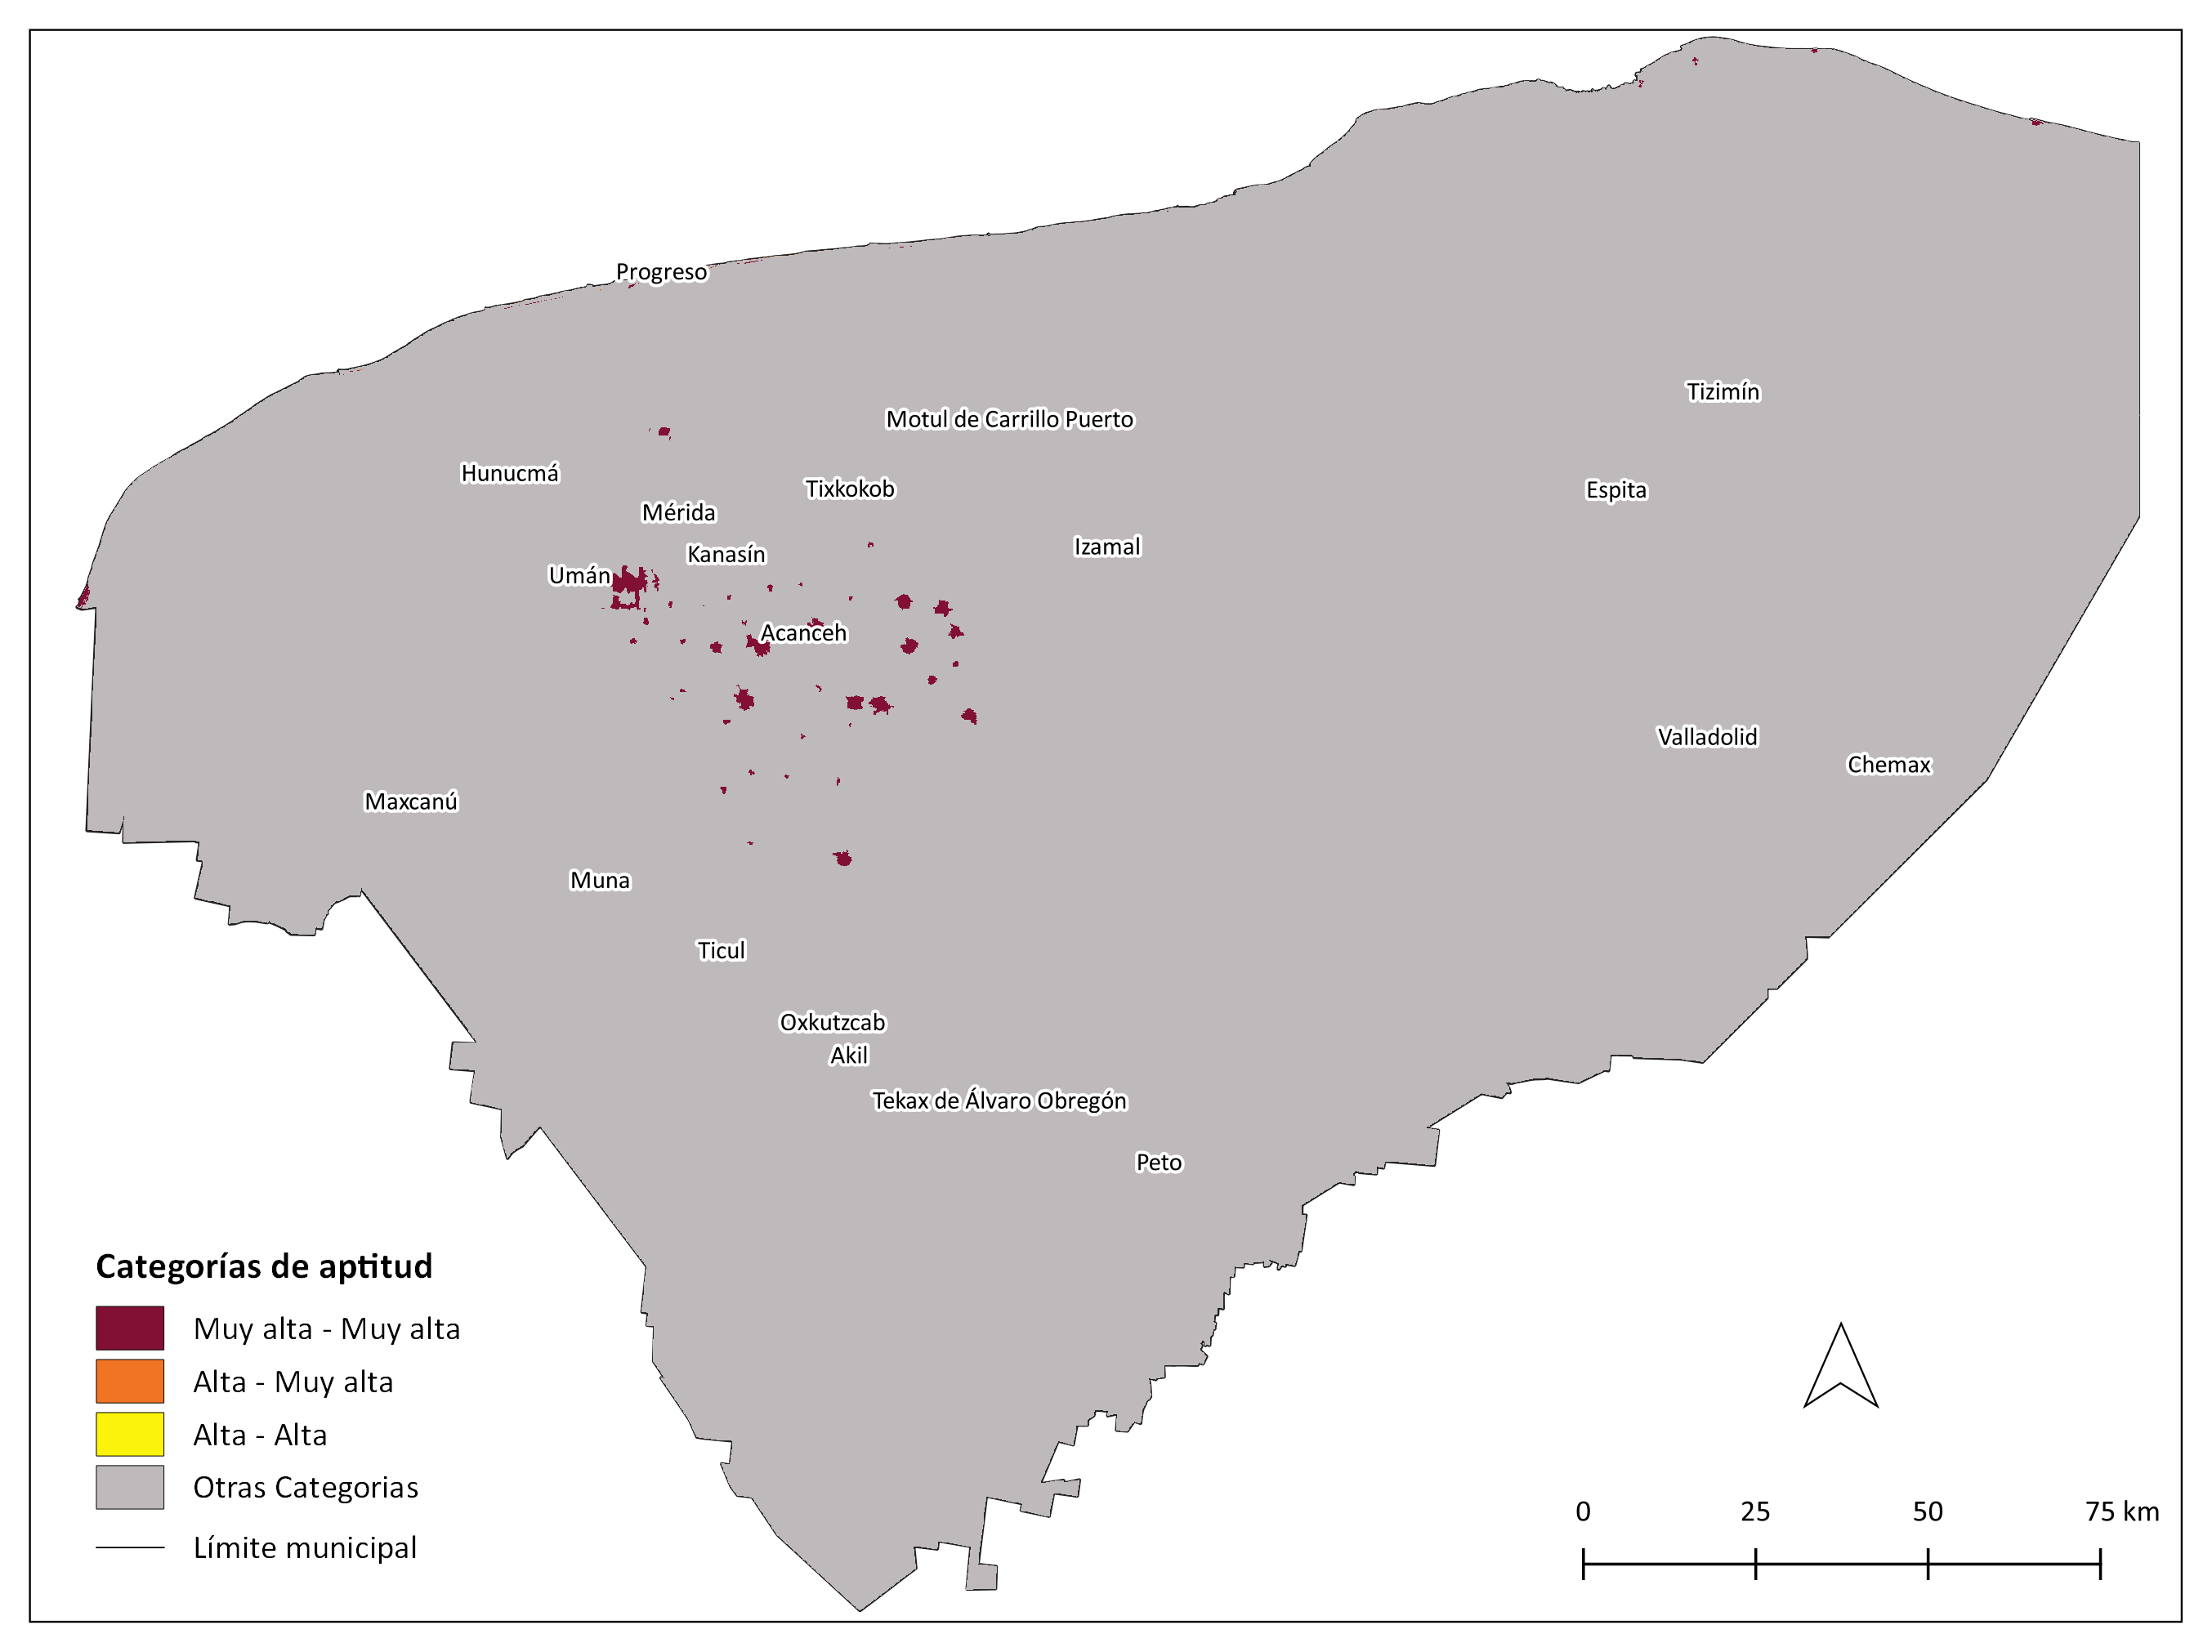 Progreso
Tizimín
Motul de Carrillo Puerto
Hunucmá
Tixkokob
Espita
Mérida
Izamal
Kanasín
Umán
Acanceh
Valladolid
Chemax
Maxcanú
Muna
Ticul
Oxkutzcab
Akil
Tekax de Álvaro Obregón
Peto
Categorías de aptitud
Muy alta - Muy alta
Alta - Muy alta
Alta - Alta
Otras Categorias
Límite municipal
0 25 50 75 km